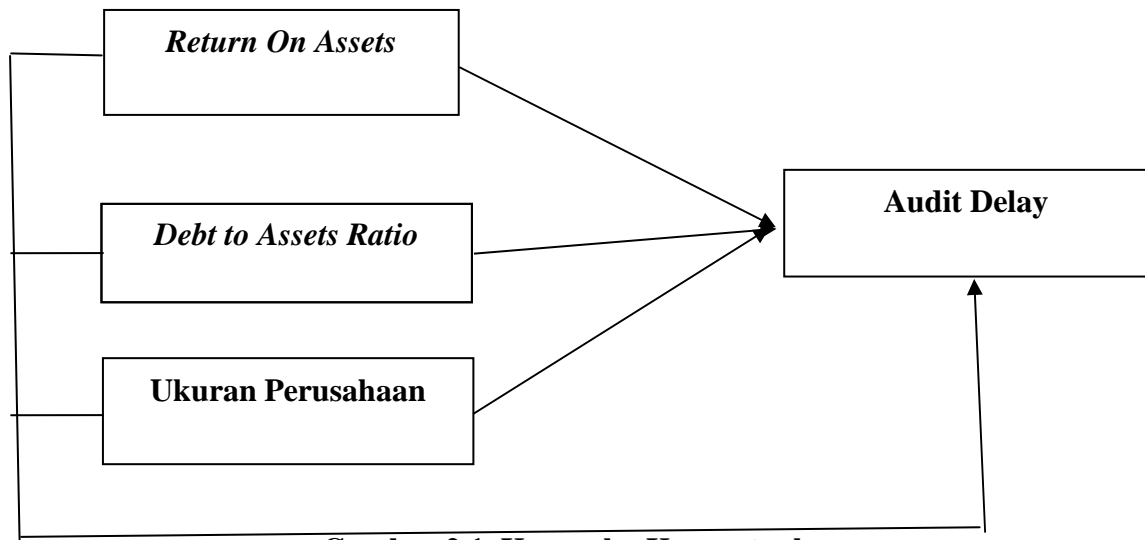 Return On Assets
Debt to Assets Ratio
Ukuran Perusahaan
Audit Delay